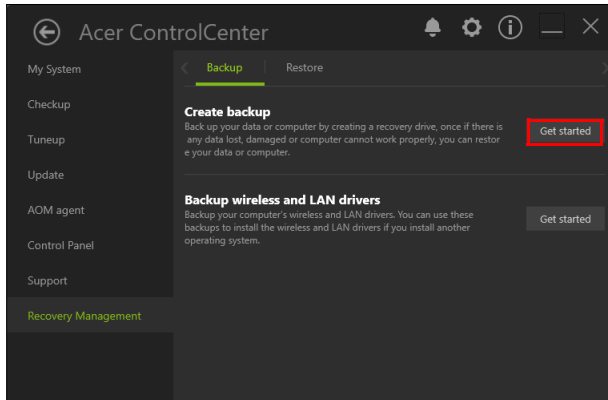 Acer ControlCenter
My System
Backup
Restore
Checkup
Create backup
Back up your data or computer by creating a recovery drive, once if there is
any data lost, damaged or computer cannot work properly, you can restor
e your data or computer.
Get started
Tuneup
Update
Backup wireless and LAN drivers
Backup your computer's wireless and LAN drivers. You can use these
backups to install the wireless and LAN drivers if you install another
operating system.
Get started
AOM agent
Control Panel
Support
Recovery Management